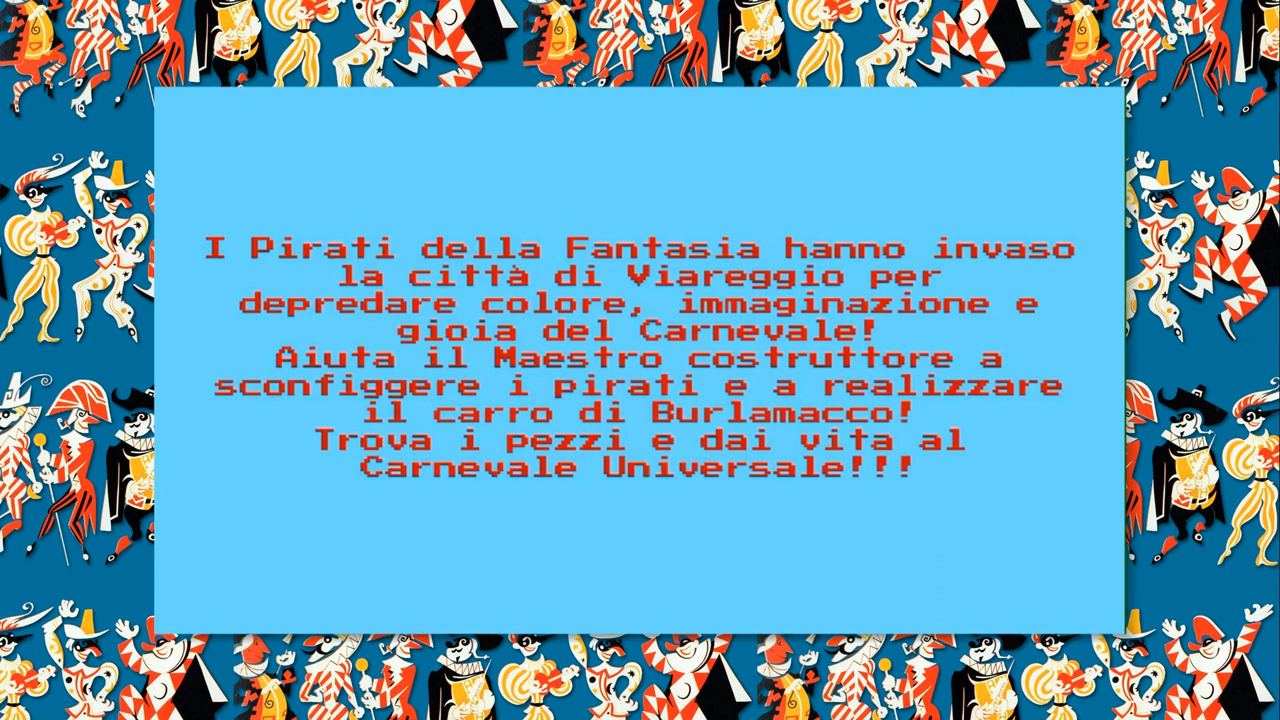 I Pirati della Fantasia hanno invaso
la città di Viareggio per
depredare colore, immaginazione e
gioia del Carnevale!
Aiuta il Maestro costruttore a
sconfiggere i pirati e a realizzare
il carro di Burlamacco!
Trova i pezzi e dai vita al
Carnevale Universale!!!